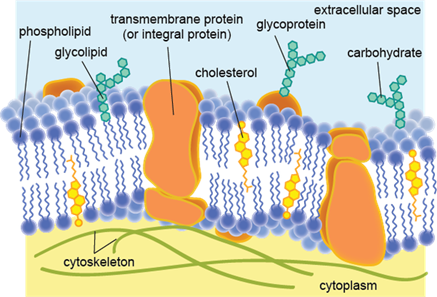 extracellular space
transmembrane protein
(or integral protein)
glycoprotein
phospholipid
glycolipid
carbohydrate
cholesterol
cytoskeleton
cytoplasm